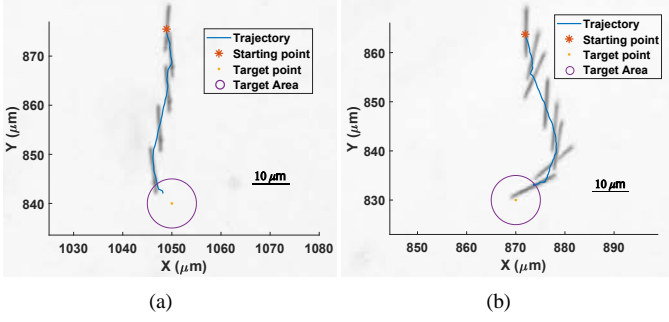 Trajectory
Starting point
Target point
Target Area
870
860
850
840
Y (μm)
10 μm
1030 1040 1050 1060 1070 1080
X (μm)
(a)
Trajectory
Starting point
Target point
Target Area
860
850
840
830
Y (μm)
10 μm
850 860 870 880 890
X (μm)
(b)